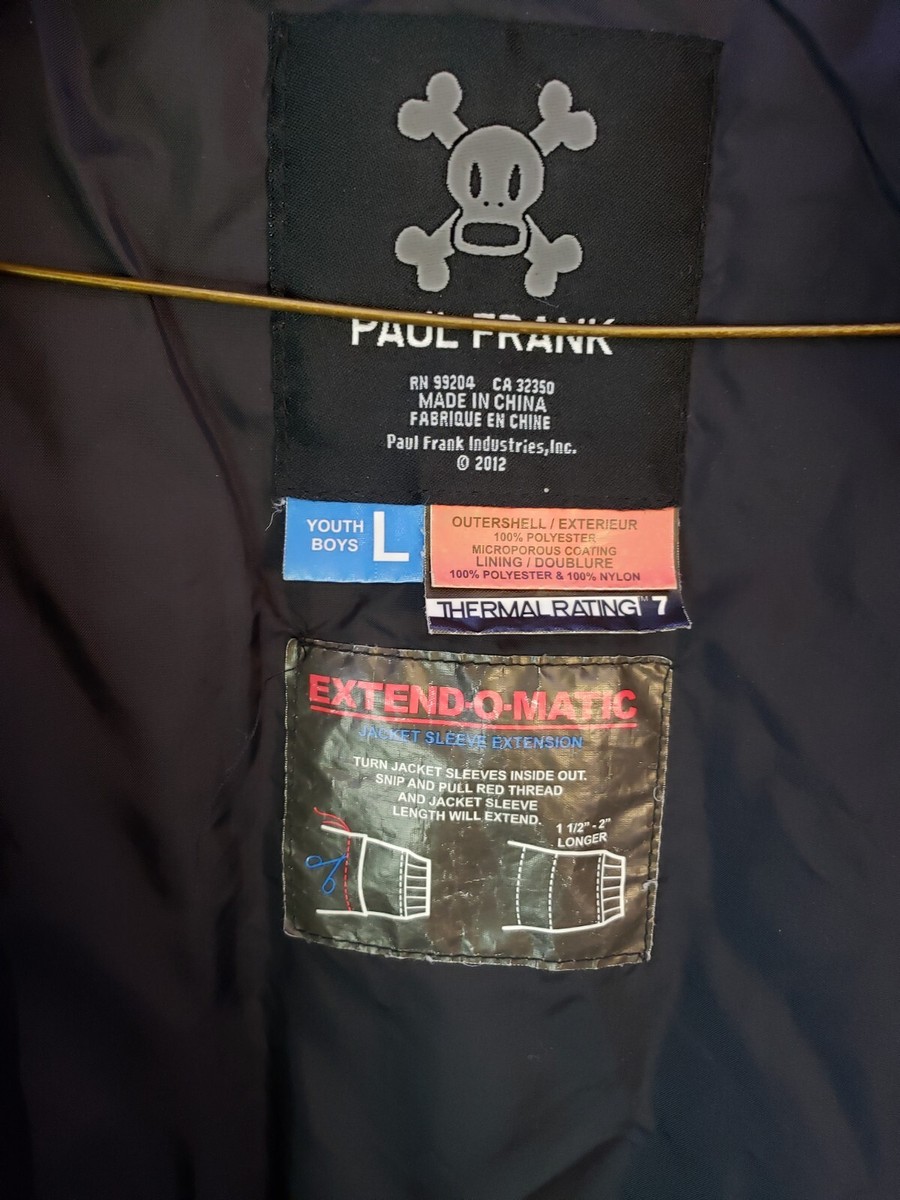 PAUL FRANK
RN 99204 CA 32350
MADE IN CHINA
FABRIQUE EN CHINE
Paul Frank Industries,Inc.
© 2012
YOUTH
BOYS L
OUTERSHELL / EXTERIEUR
100% POLYESTER
MICROPOROUS COATING
LINING / DOUBLURE
100% POLYESTER & 100% NYLON
THERMAL RATING™ 7
EXTEND-O-MATIC
JACKET SLEEVE EXTENSION
TURN JACKET SLEEVES INSIDE OUT.
SNIP AND PULL RED THREAD
AND JACKET SLEEVE
LENGTH WILL EXTEND.
1 1/2" - 2"
LONGER